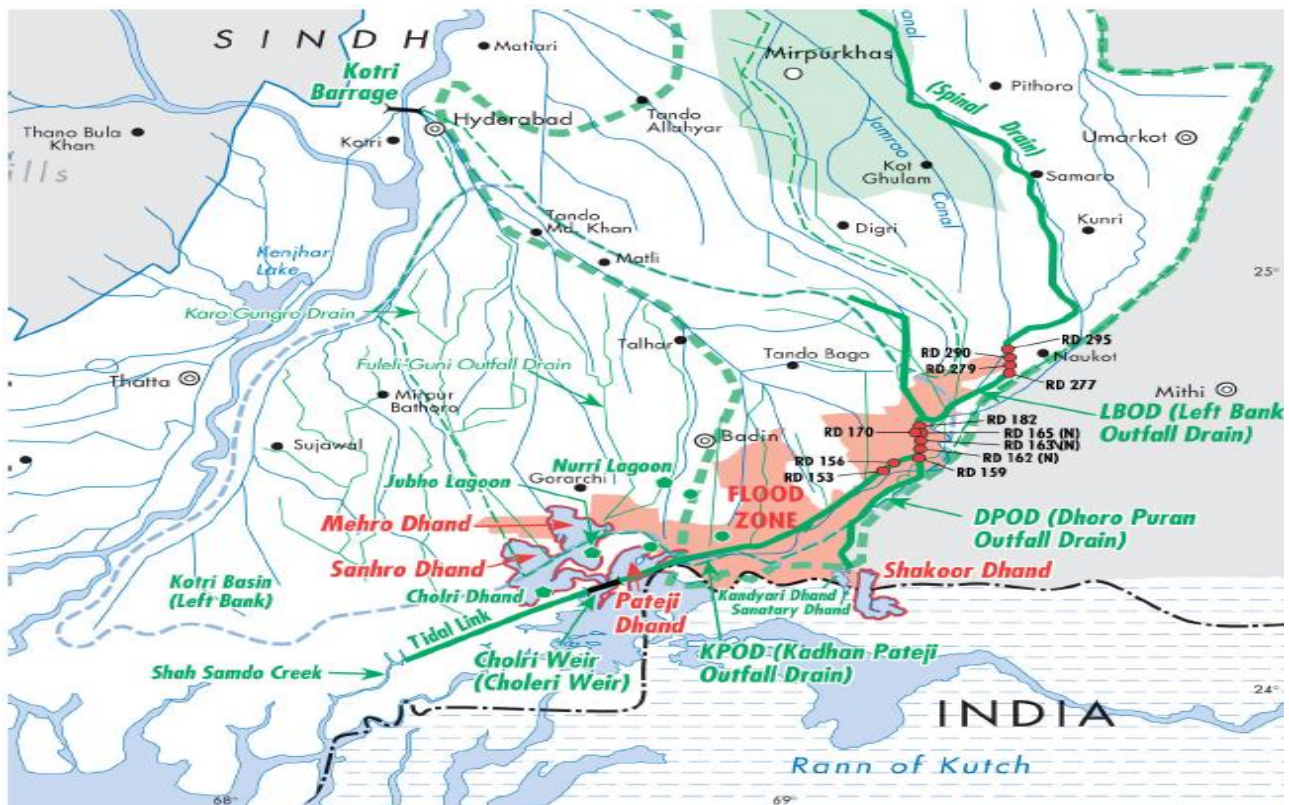 SINDH
Matiari
Kotri
Barrage
Hyderabad
Kotri
Thano Bula
Khan
ills
Tando
Allahyar
Mirpurkhas
anal
(Spinal Drain)
Pithoro
Umarkot
Jamrao
Canal
Kot
Ghulam
Samaro
Kunri
Digri
Tando
Md. Khan
Matli
Kenjhar
Lake
25°
Karo Gungro Drain
Talhar
Tando Bago
RD 290
RD 279
RD 295
Naukot
RD 277
Fuleli-Guni Outfall Drain
Thatta
Mirpur
Bathoro
Mithi
LBOD (Left Bank
Outfall Drain)
Sujawal
Badin
RD 182
RD 170
RD 165 (N)
RD 163 (N)
RD 162 (N)
RD 156
RD 153
RD 159
Nurri Lagoon
Jubho Lagoon
Gorarchi
FLOOD
ZONE
DPOD (Dhoro Puran
Outfall Drain)
Mehro Dhand
Sanhro Dhand
Shakoor Dhand
Kotri Basin
(Left Bank)
Cholri Dhand
Pateji
Dhand
Kandyari Dhand /
Sanatary Dhand
Tidal Link
Shah Samdo Creek
Cholri Weir
(Choleri Weir)
KPOD (Kadhan Pateji
Outfall Drain)
24°
INDIA
Rann of Kutch
68°
69°